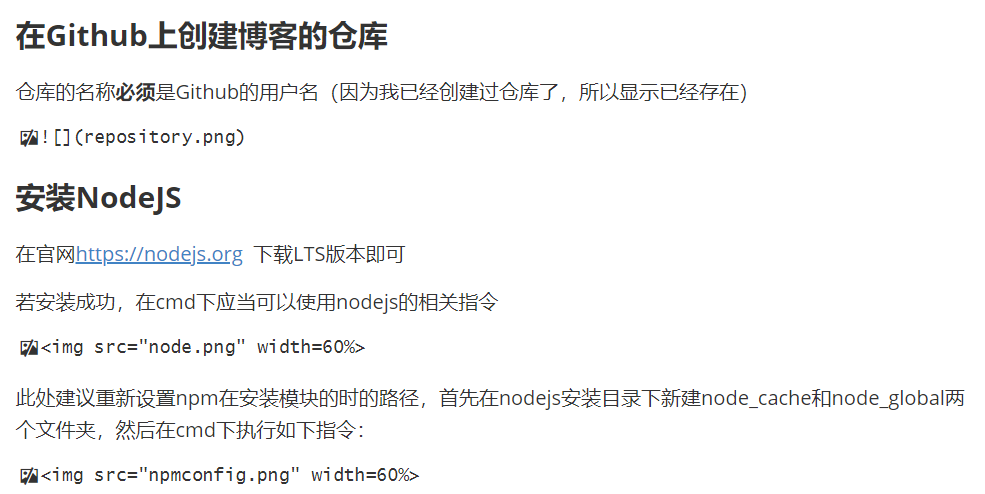 在Github上创建博客的仓库
仓库的名称必须是Github的用户名（因为我已经创建过仓库了，所以显示已经存在）
![](repository.png)
安装NodeJS
在官网https://nodejs.org 下载LTS版本即可
若安装成功，在cmd下应当可以使用nodejs的相关指令
<img src="node.png" width=60%>
此处建议重新设置npm在安装模块的时的路径，首先在nodejs安装目录下新建node_cache和node_global两
个文件夹，然后在cmd下执行如下指令：
<img src="npmconfig.png" width=60%>